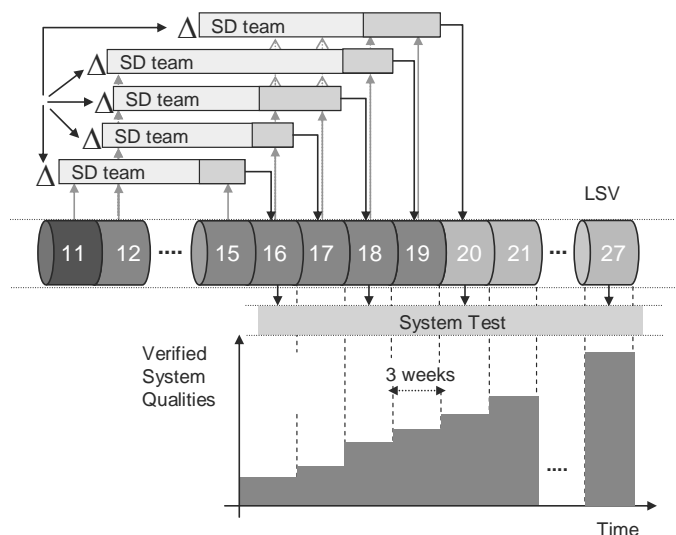 Δ SD team
Δ SD team
Δ SD team
Δ SD team
Δ SD team
LSV
11 12 .... 15 16 17 18 19 20 21 ... 27
System Test
Verified
System
Qualities
3 weeks
....
Time